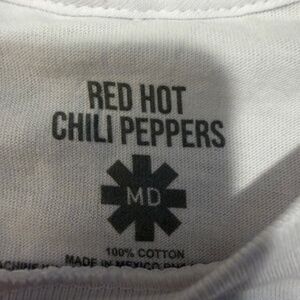 RED HOT
CHILI PEPPERS
MD
100% COTTON
MADE IN MEXICO